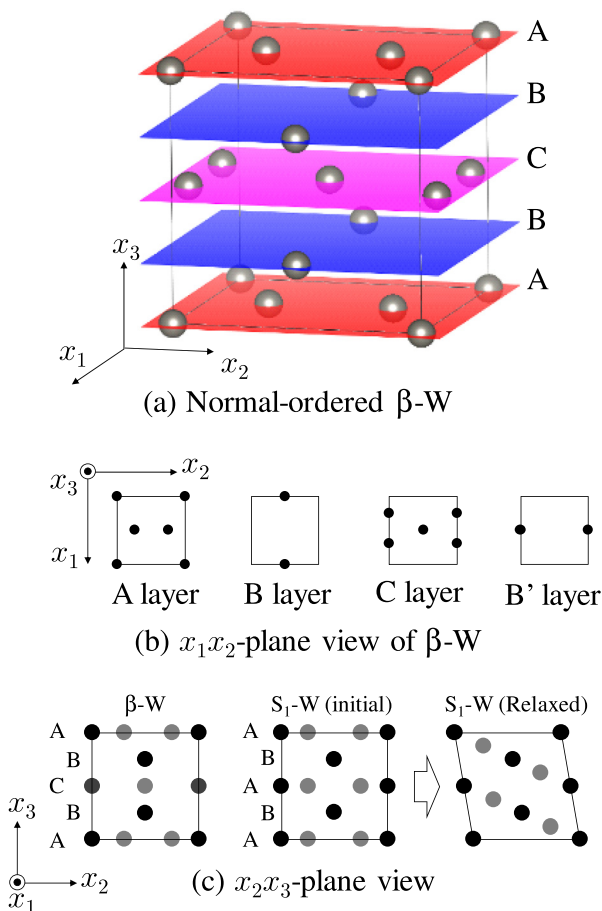 A
B
C
B
A
x₃
x₁
x₂
(a) Normal-ordered β-W
x₃
x₂
x₁
A layer
B layer
C layer
B' layer
(b) x₁x₂-plane view of β-W
β-W
S₁-W (initial)
S₁-W (Relaxed)
A
A
B
B
C
A
B
B
A
A
x₃
x₁
x₂
(c) x₂x₃-plane view